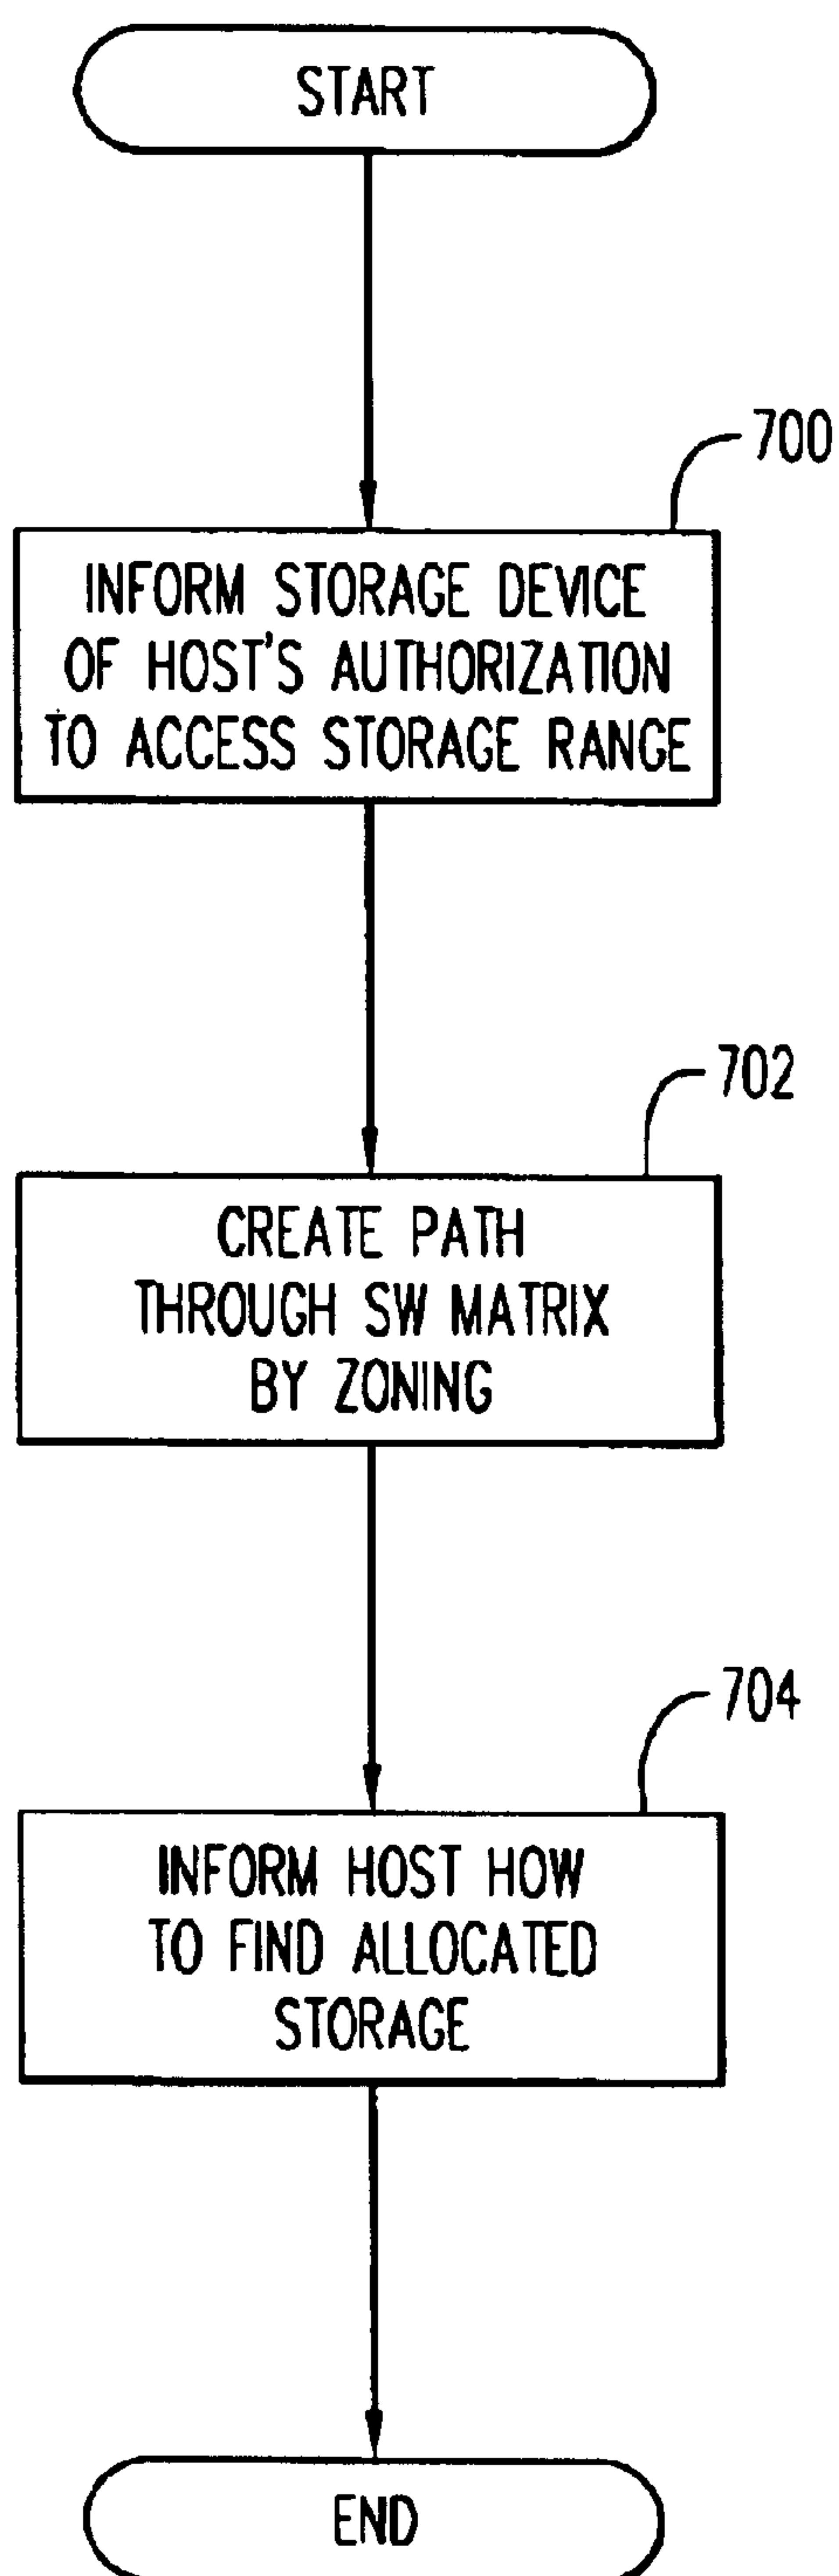 START
700
INFORM STORAGE DEVICE
OF HOST'S AUTHORIZATION
TO ACCESS STORAGE RANGE
702
CREATE PATH
THROUGH SW MATRIX
BY ZONING
704
INFORM HOST HOW
TO FIND ALLOCATED
STORAGE
END